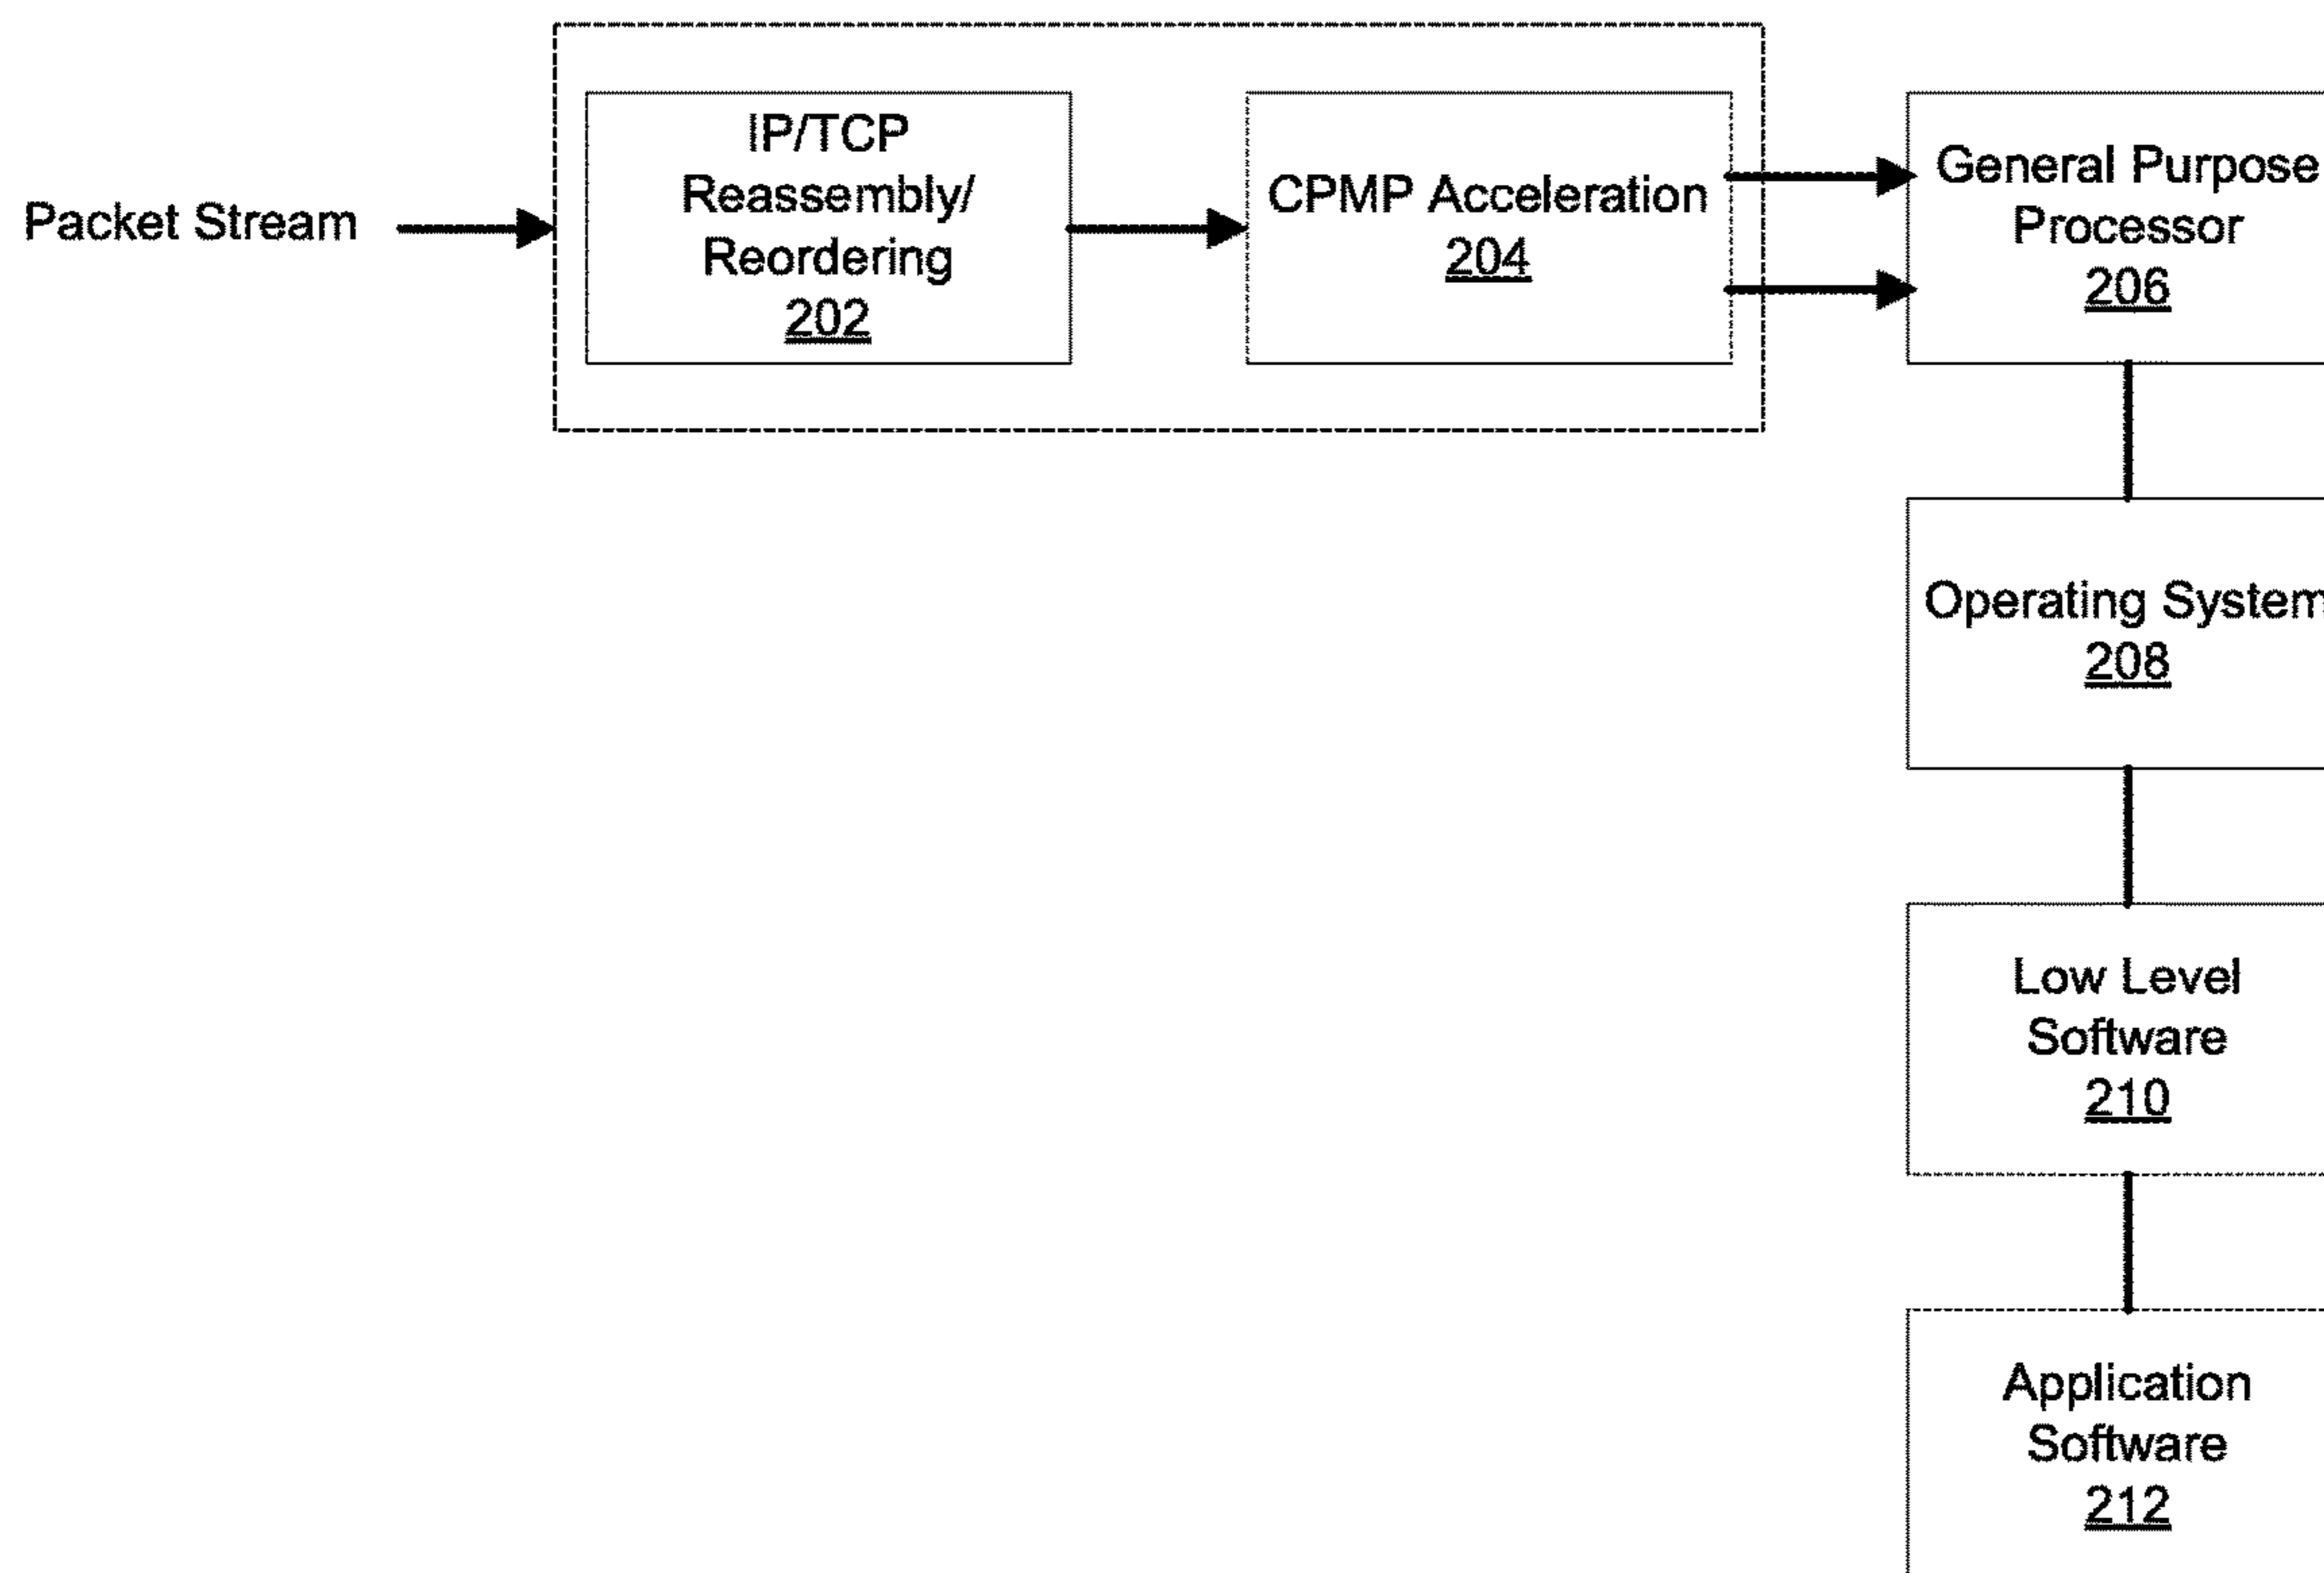 Packet Stream
IP/TCP
Reassembly/
Reordering
202
CPMP Acceleration
204
General Purpose
Processor
206
Operating System
208
Low Level
Software
210
Application
Software
212